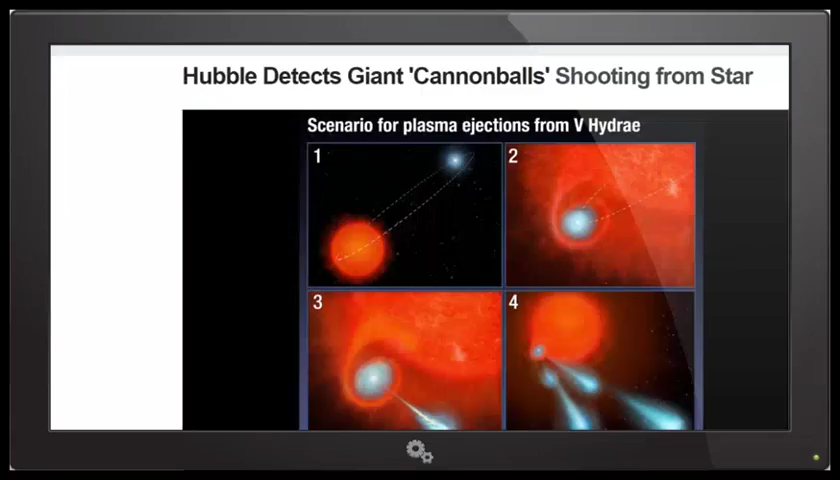 Hubble Detects Giant 'Cannonballs' Shooting from Star
Scenario for plasma ejections from V Hydrae
1
2
3
4